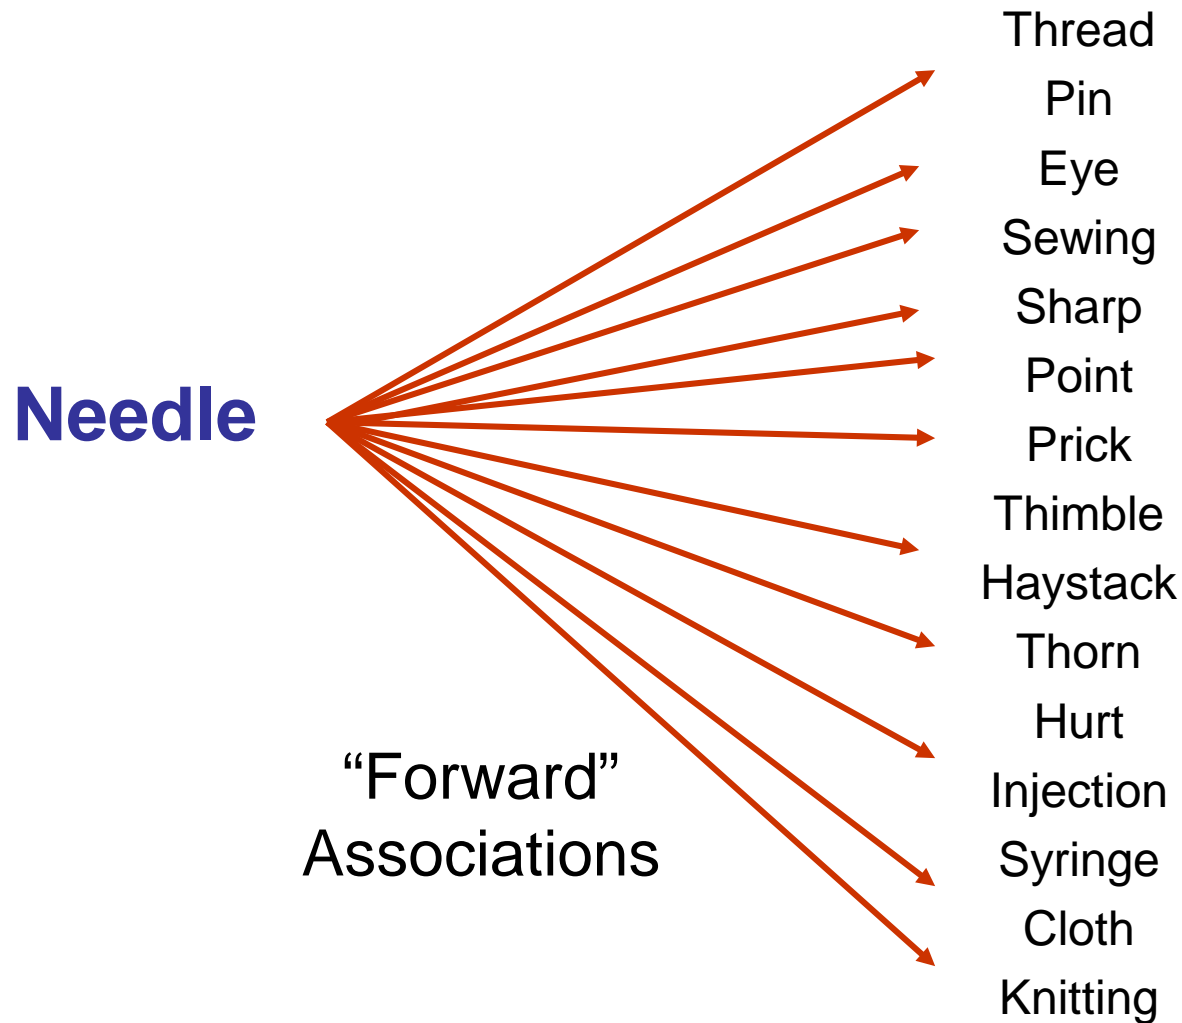 Thread
Pin
Eye
Sewing
Sharp
Point
Needle
Prick
Thimble
Haystack
Thorn
Hurt
“Forward”
Associations
Injection
Syringe
Cloth
Knitting